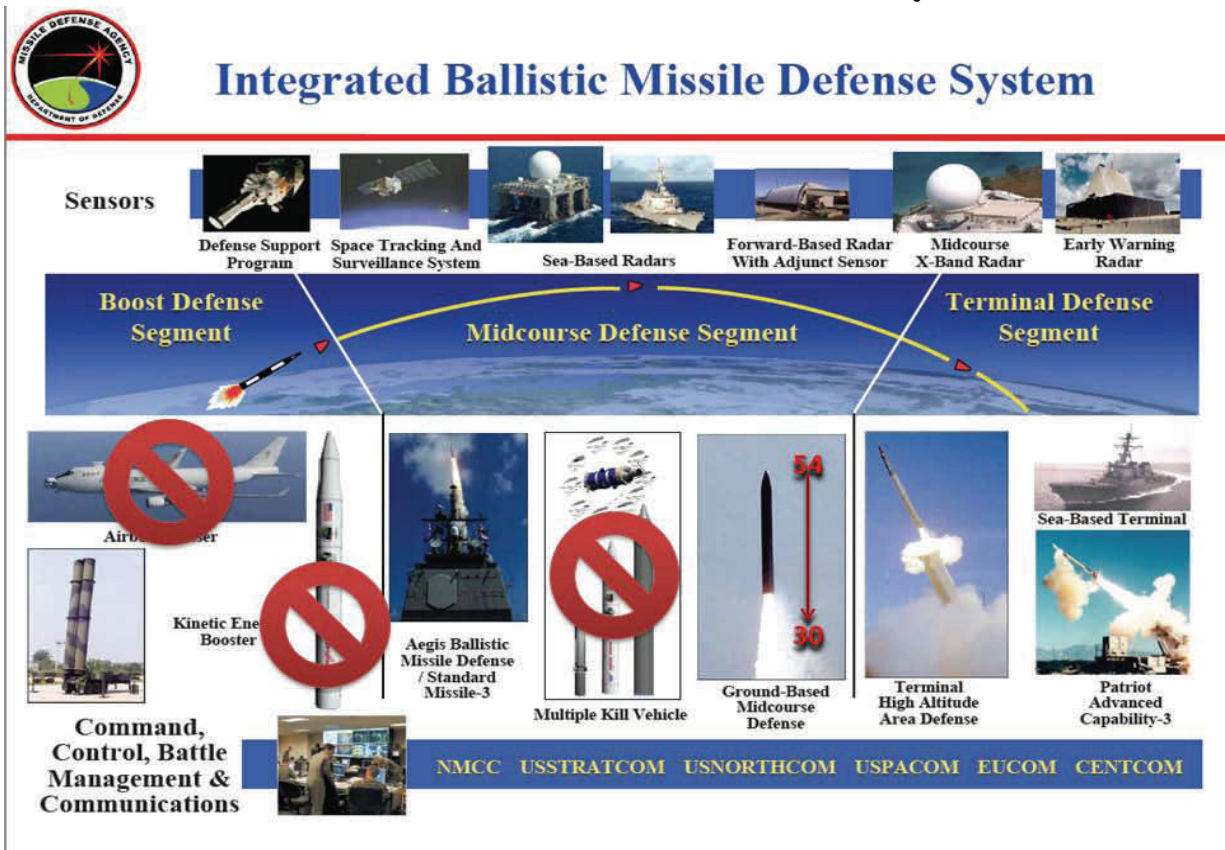 MISSILE DEFENSE AGENCY
DEPARTMENT OF DEFENSE
Integrated Ballistic Missile Defense System
Sensors
Defense Support
Program
Space Tracking And
Surveillance System
Sea-Based Radars
Forward-Based Radar
With Adjunct Sensor
Midcourse
X-Band Radar
Early Warning
Radar
Boost Defense
Segment
Midcourse Defense Segment
Terminal Defense
Segment
Kinetic Ene
Booster
Aegis Ballistic
Missile Defense
/ Standard
Missile-3
Multiple Kill Vehicle
54
30
Ground-Based
Midcourse
Defense
Terminal
High Altitude
Area Defense
Sea-Based Terminal
Patriot
Advanced
Capability-3
Command,
Control, Battle
Management &
Communications
NMCC USSTRATCOM USNORTHCOM USPACOM EUCOM CENTCOM